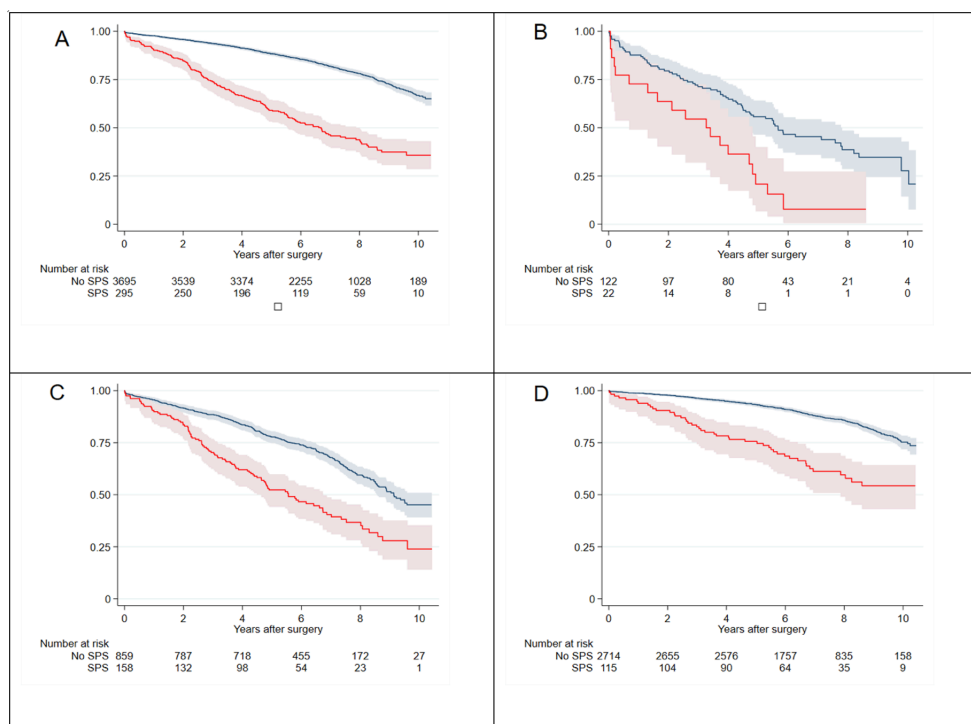 A
1.00
0.75
0.50
0.25
0
0 2 4 6 8 10
Years after surgery
Number at risk
No SPS 3695 3539 3374 2255 1028 189
SPS 295 250 196 119 59 10
B
1.00
0.75
0.50
0.25
0
0 2 4 6 8 10
Years after surgery
Number at risk
No SPS 122 97 80 43 21 4
SPS 22 14 8 1 1 0
C
1.00
0.75
0.50
0.25
0
0 2 4 6 8 10
Years after surgery
Number at risk
No SPS 859 787 718 455 172 27
SPS 158 132 98 54 23 1
D
1.00
0.75
0.50
0.25
0
0 2 4 6 8 10
Years after surgery
Number at risk
No SPS 2714 2655 2576 1757 835 158
SPS 115 104 90 64 35 9